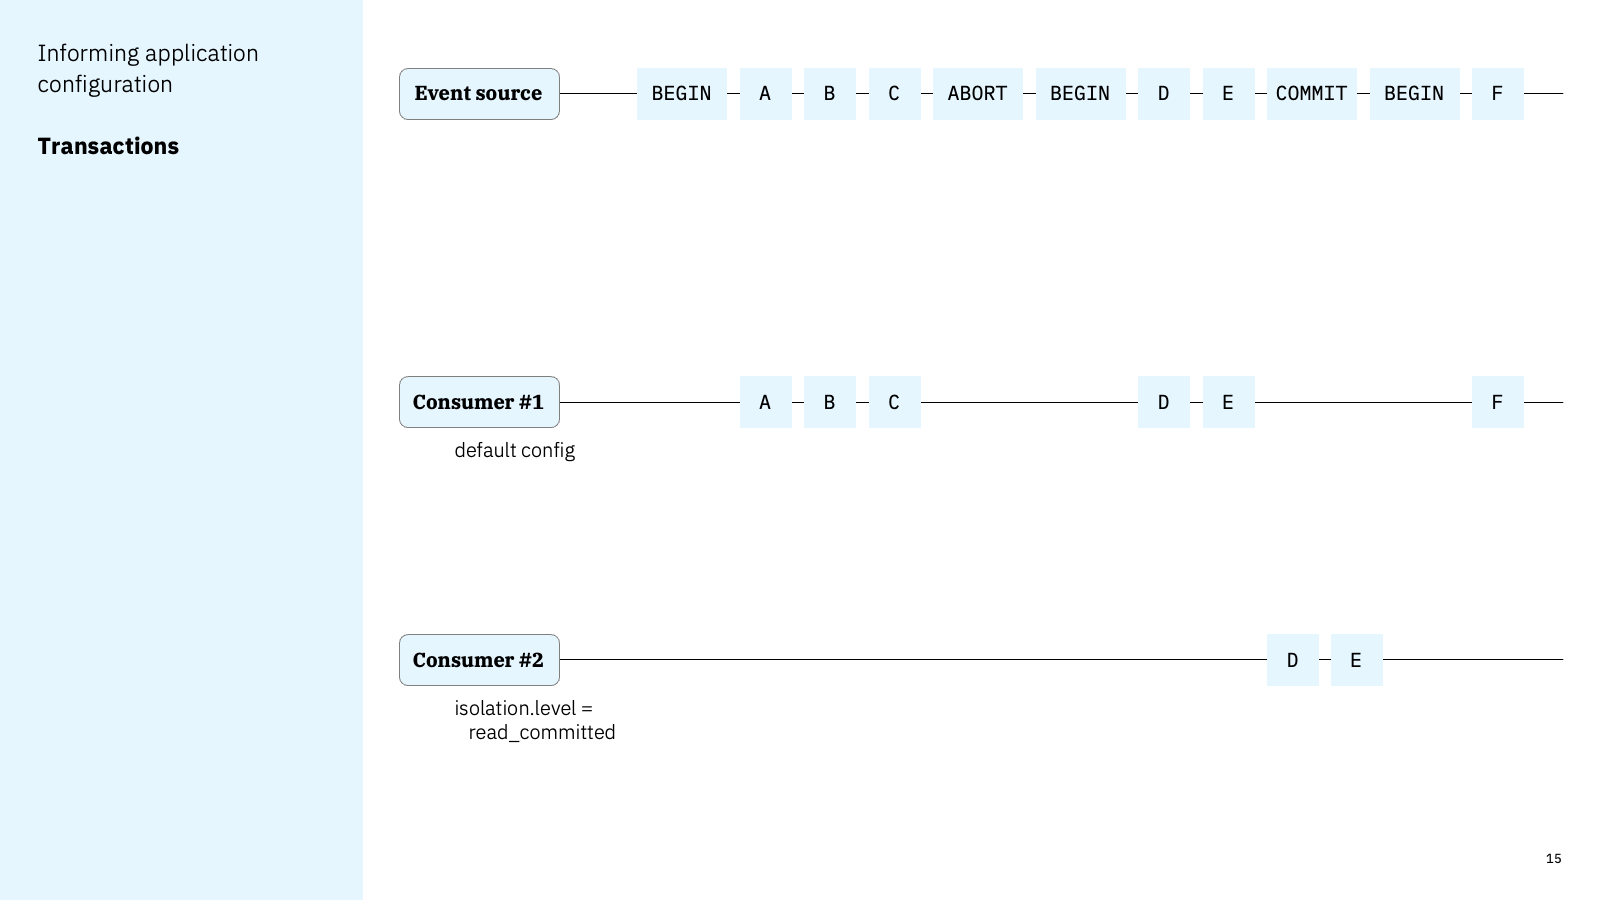 Informing application
configuration
Transactions
Event source BEGIN A B C ABORT BEGIN D E COMMIT BEGIN F
Consumer #1 A B C D E F
default config
Consumer #2 D E
isolation.level =
read_committed
15